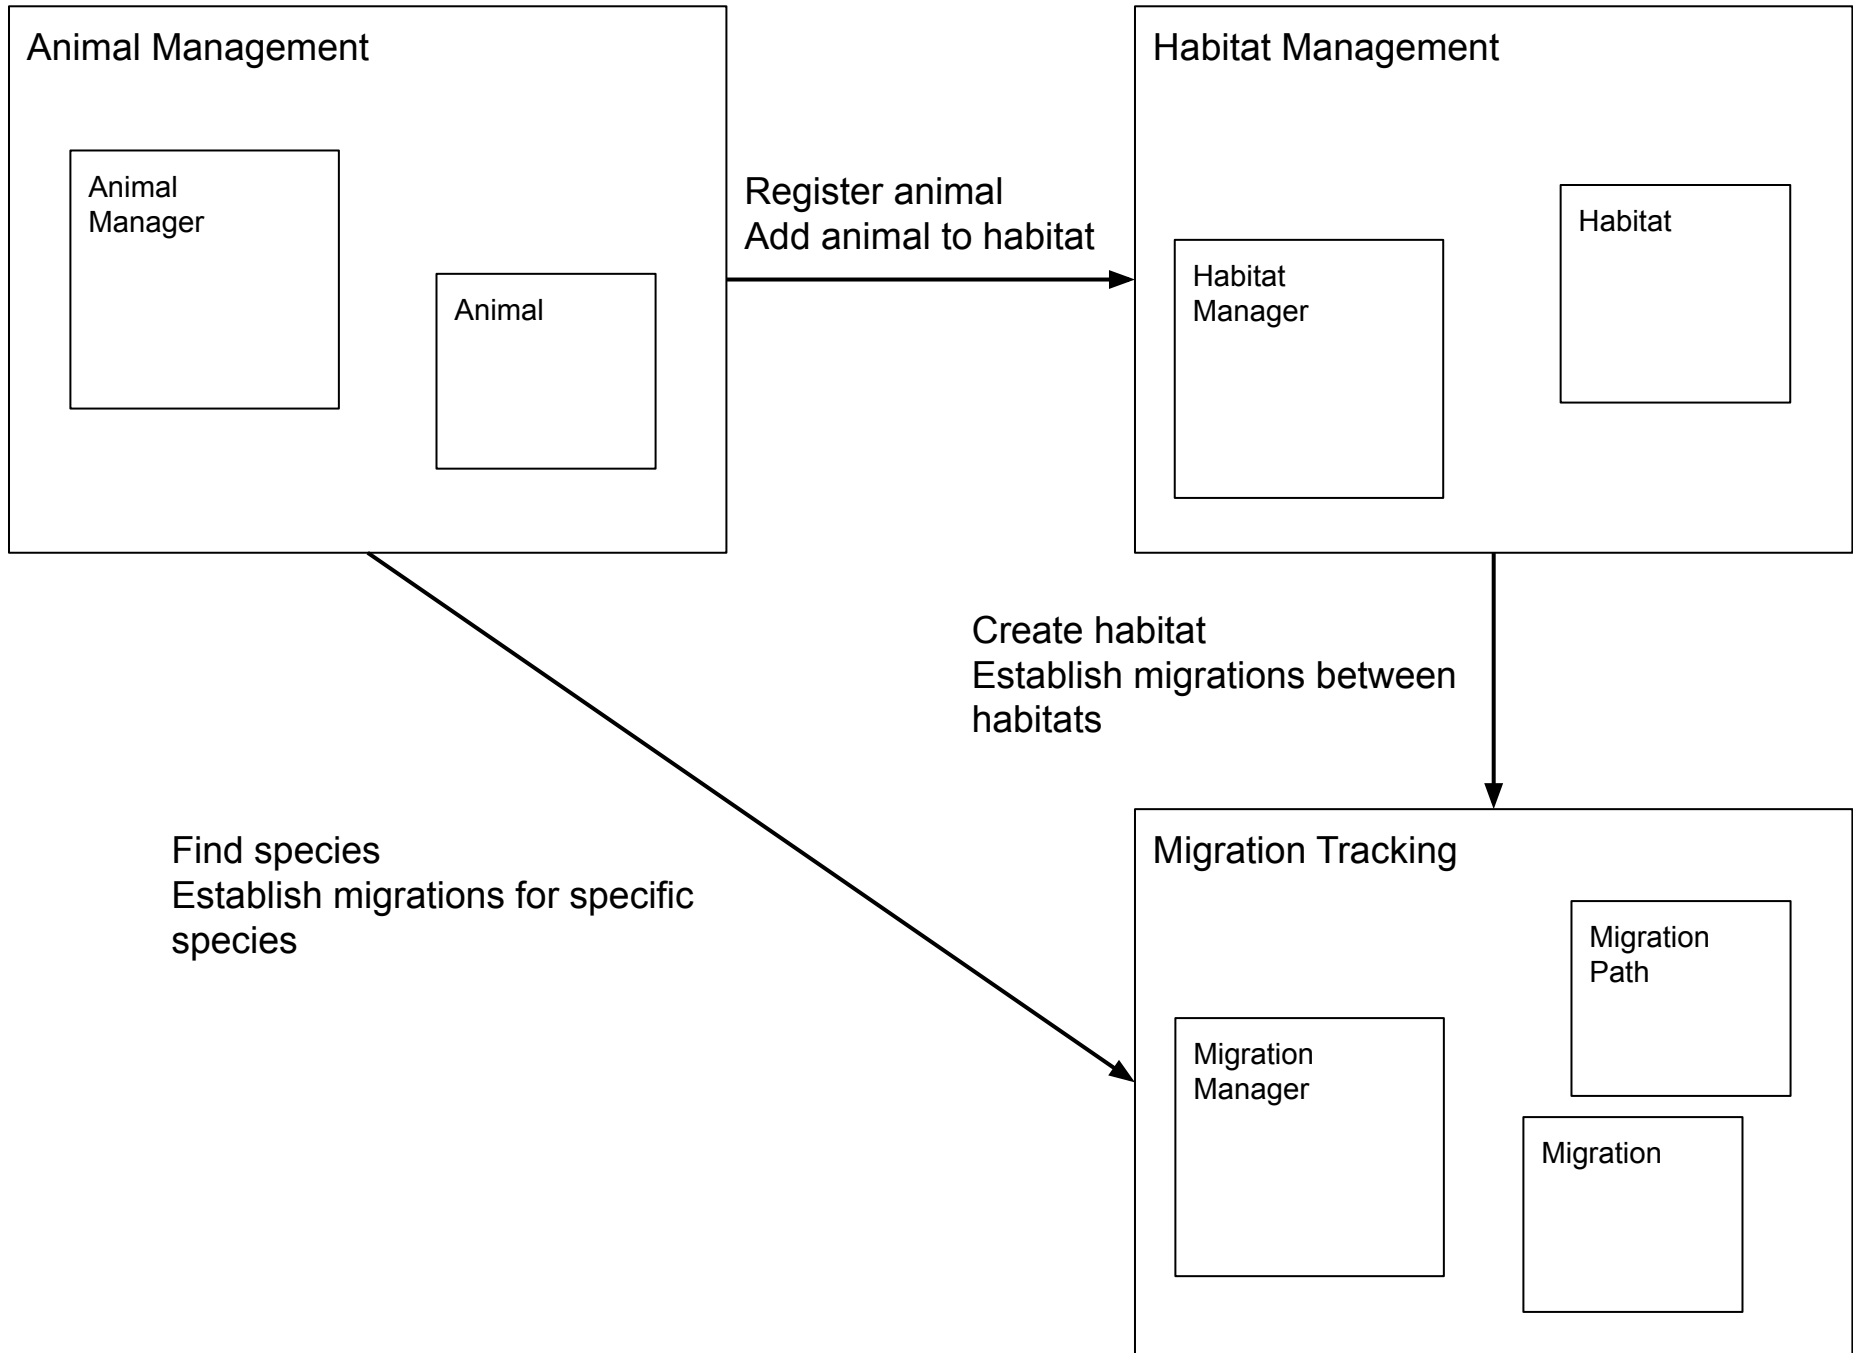 Animal Management
Animal
Manager
Animal
Register animal
Add animal to habitat
Habitat Management
Habitat
Manager
Habitat
Create habitat
Establish migrations between
habitats
Find species
Establish migrations for specific
species
Migration Tracking
Migration
Path
Migration
Manager
Migration